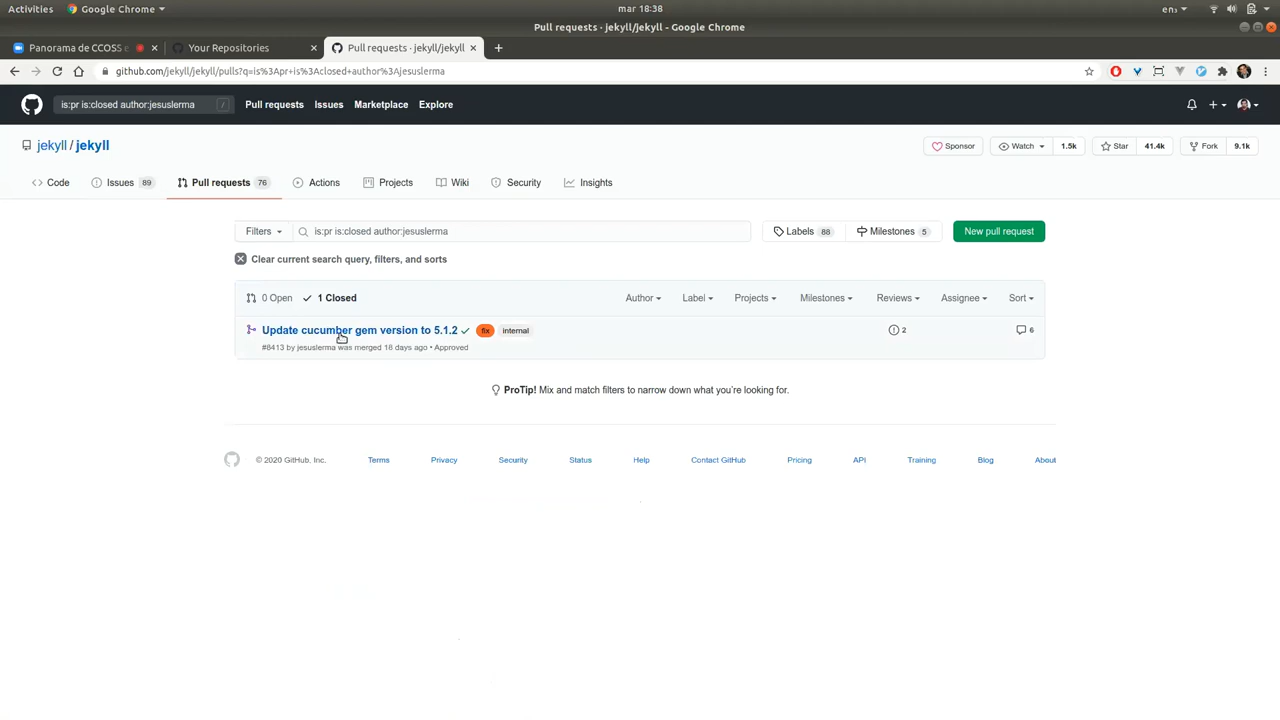 Activities Google Chrome mar 18:38 en₃
Pull requests · jekyll/jekyll - Google Chrome
Panorama de CCOSS e Your Repositories Pull requests · jekyll/jekyll
github.com/jekyll/jekyll/pulls?q=is%3Apr+is%3Aclosed+author%3Ajesuslerma
is:pr is:closed author:jesuslerma / Pull requests Issues Marketplace Explore
jekyll / jekyll Sponsor Watch 1.5k Star 41.4k Fork 9.1k
Code Issues 89 Pull requests 76 Actions Projects Wiki Security Insights
Filters is:pr is:closed author:jesuslerma Labels 88 Milestones 5 New pull request
Clear current search query, filters, and sorts
0 Open 1 Closed Author Label Projects Milestones Reviews Assignee Sort
Update cucumber gem version to 5.1.2 fix internal 2 6
#8413 by jesuslerma was merged 18 days ago • Approved
ProTip! Mix and match filters to narrow down what you're looking for.
© 2020 GitHub, Inc. Terms Privacy Security Status Help Contact GitHub Pricing API Training Blog About